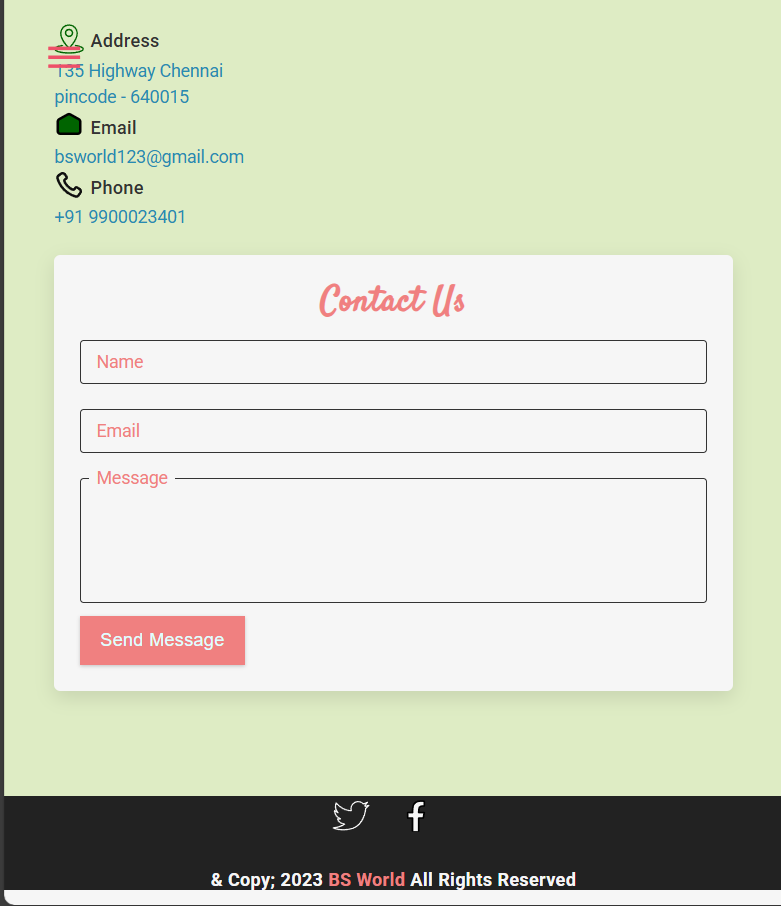 Address
135 Highway Chennai
pincode - 640015
Email
bsworld123@gmail.com
Phone
+91 9900023401
Contact Us
Name
Email
Message
Send Message
& Copy; 2023 BS World All Rights Reserved